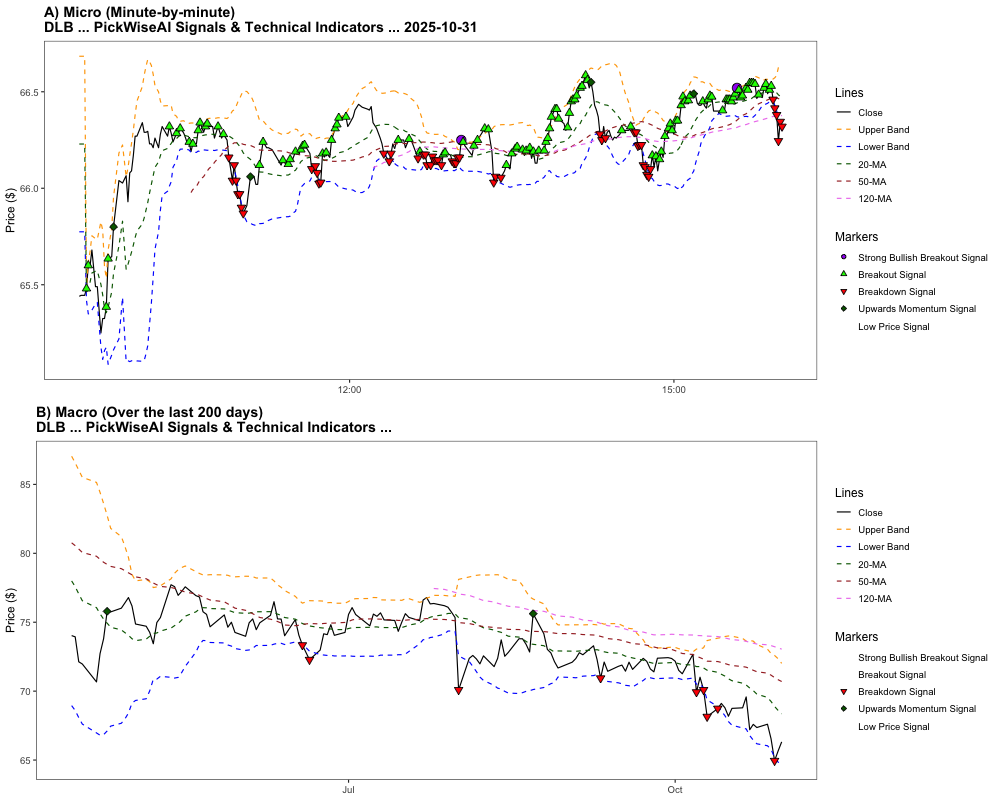 A) Micro (Minute-by-minute)
DLB ... PickWiseAI Signals & Technical Indicators ... 2025-10-31
Price ($)
66.5
66.0
65.5
12:00
15:00
Lines
Close
Upper Band
Lower Band
20-MA
50-MA
120-MA
Markers
Strong Bullish Breakout Signal
Breakout Signal
Breakdown Signal
Upwards Momentum Signal
Low Price Signal
B) Macro (Over the last 200 days)
DLB ... PickWiseAI Signals & Technical Indicators ...
Price ($)
85
80
75
70
65
Jul
Oct
Lines
Close
Upper Band
Lower Band
20-MA
50-MA
120-MA
Markers
Strong Bullish Breakout Signal
Breakout Signal
Breakdown Signal
Upwards Momentum Signal
Low Price Signal